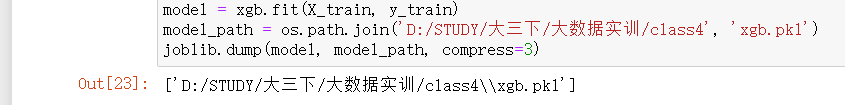 model = xgb.fit(X_train, y_train)
model_path = os.path.join('D:/STUDY/大三下/大数据实训/class4', 'xgb.pkl')
joblib.dump(model, model_path, compress=3)
Out[23]: ['D:/STUDY/大三下/大数据实训/class4\\xgb.pkl']